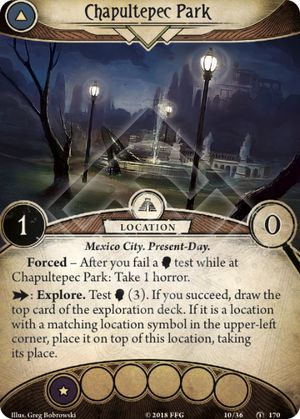 Chapultepec Park
1
0
LOCATION
Mexico City. Present-Day.
Forced – After you fail a test while at
Chapultepec Park: Take 1 horror.
: Explore. Test (3). If you succeed, draw the
top card of the exploration deck. If it is a location
with a matching location symbol in the upper-left
corner, place it on top of this location, taking
its place.
Illus. Greg Bobrowski
© 2018 FFG
10/36
170